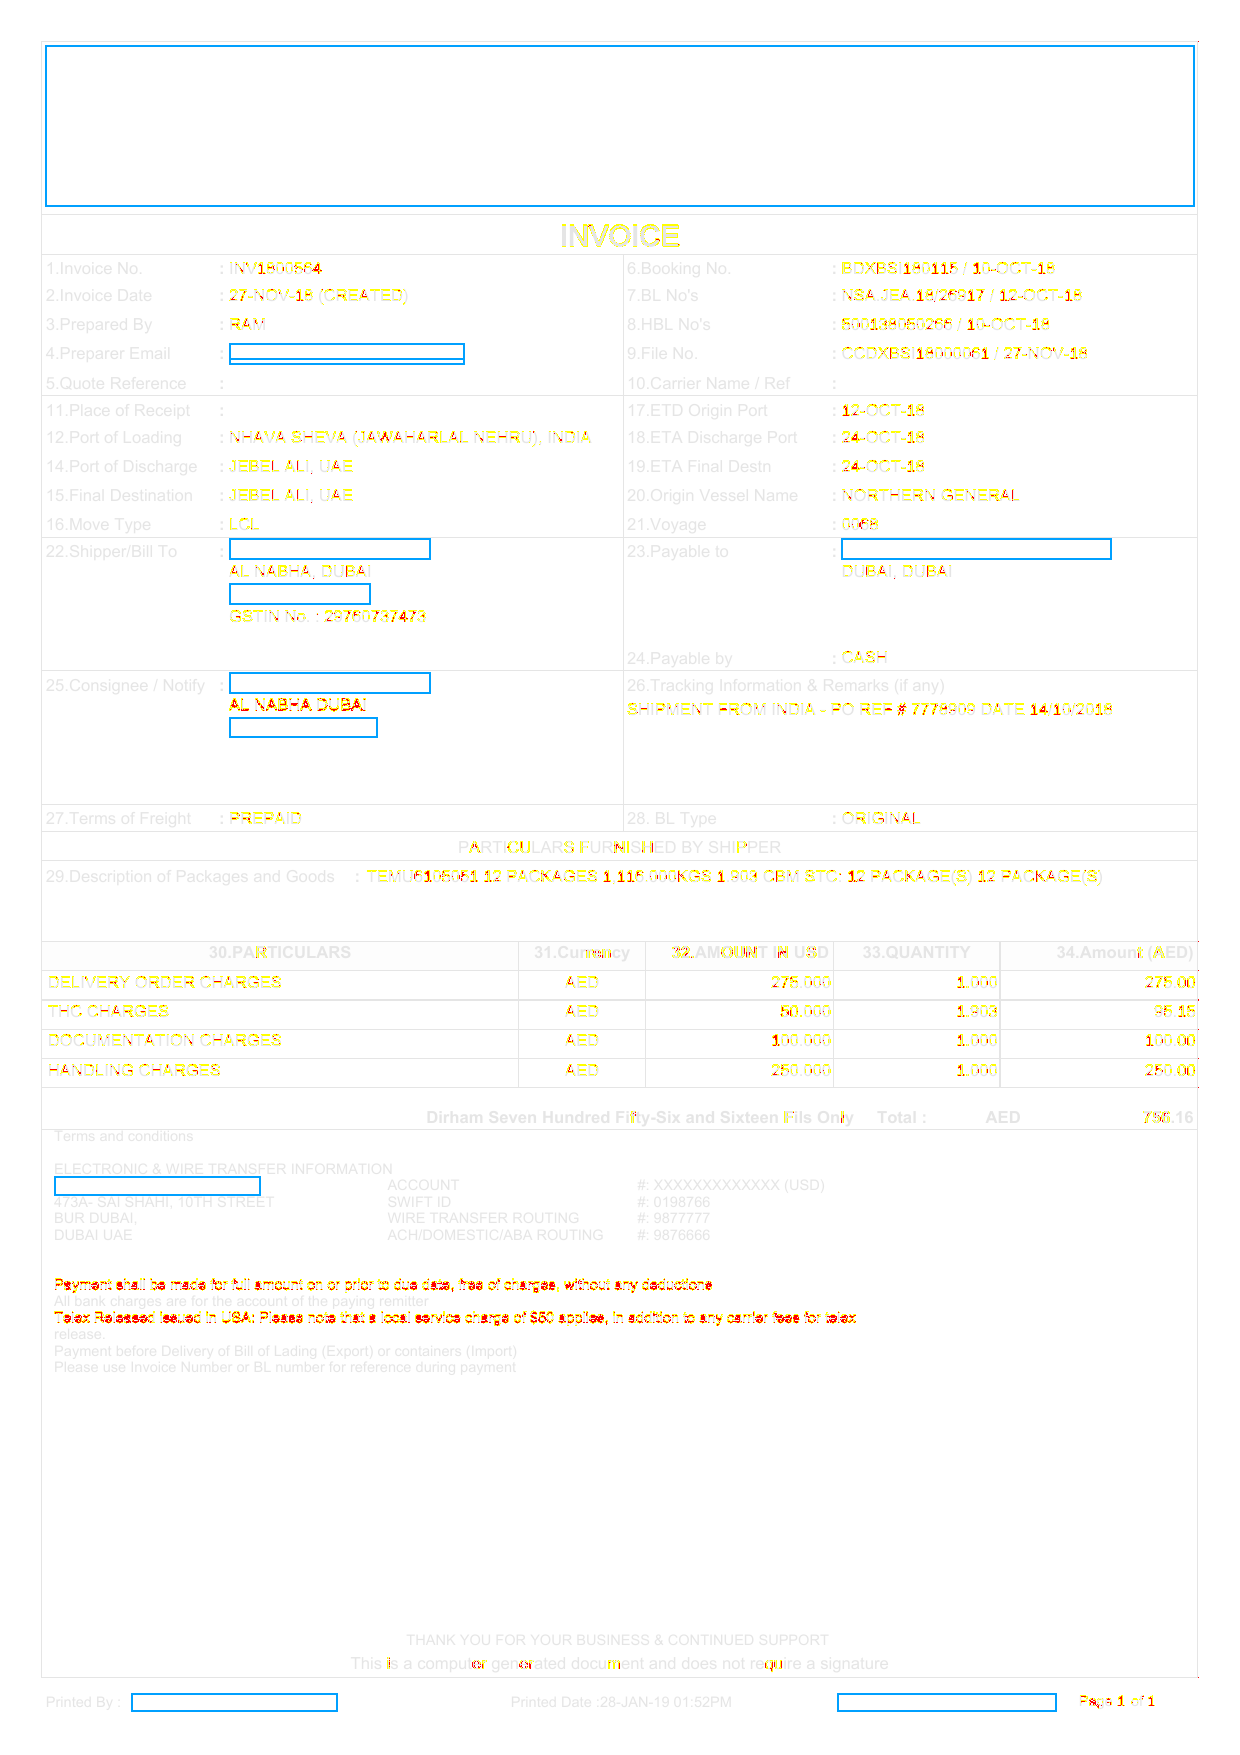 INVOICE
1.Invoice No. : INV1800564 6.Booking No. : / 10-OCT-18
2.Invoice Date : 27-NOV-18 (CREATED) 7.BL No's : / 12-OCT-18
3.Prepared By : RAM 8.HBL No's : / 10-OCT-18
4.Preparer Email : 9.File No. : CCDXBSI18000061 / 27-NOV-18
5.Quote Reference : 10.Carrier Name / Ref :
11.Place of Receipt : 17.ETD Origin Port : 12-OCT-18
12.Port of Loading : NHAVA SHEVA (JAWAHARLAL NEHRU), INDIA 18.ETA Discharge Port : 24-OCT-18
14.Port of Discharge : JEBEL ALI, UAE 19.ETA Final Destn : 24-OCT-18
15.Final Destination : JEBEL ALI, UAE, 20.Origin Vessel Name : NORTHERN GENERAL
16.Move Type : LCL 21.Voyage :
22.Shipper/Bill To : 23.Payable to :
AL NABHA, DUBAI DUBAI, DUBAI
GSTIN No. : 29760737473
24.Payable by : CASH
25.Consignee / Notify : 26.Tracking Information & Remarks (if any)
AL NABHA DUBAI SHIPMENT FROM INDIA - PO REF # DATE 14/10/2018
27.Terms of Freight : PREPAID 28. BL Type : ORIGINAL
PARTICULARS FURNISHED BY SHIPPER
29.Description of Packages and Goods : 12 PACKAGES 1.903 CBM STC: 12 PACKAGE(S) 12 PACKAGE(S)
30.PARTICULARS 31.Currency 32.AMOUNT IN USD 33.QUANTITY 34.Amount (AED)
DELIVERY ORDER CHARGES AED 275.000 1.000 275.00
THC CHARGES AED 50.000 1.903 95.15
DOCUMENTATION CHARGES AED 100.000 1.000 100.00
HANDLING CHARGES AED 250.000 1.000 250.00
Dirham Seven Hundred Fifty-Six and Sixteen Fils Only Total : AED 756.16
Terms and conditions
ELECTRONIC & WIRE TRANSFER INFORMATION
ACCOUNT #: XXXXXXXXXXXXX (USD)
473A- SAI SHAHI, 10TH STREET SWIFT ID #: 0198766
BUR DUBAI, WIRE TRANSFER ROUTING #: 9877777
DUBAI UAE ACH/DOMESTIC/ABA ROUTING #: 9876666
Payment shall be made for full amount on or prior to due date, free of charges, without any deductions
All bank charges are for the account of the paying remitter
Telex Released issued in USA: Please note that a local service charge of $50 applies, in addition to any carrier fees for telex
release.
Payment before Delivery of Bill of Lading (Export) or containers (Import)
Please use Invoice Number or BL number for reference during payment
THANK YOU FOR YOUR BUSINESS & CONTINUED SUPPORT
This is a computer generated document and does not require a signature
Printed By : Printed Date :28-JAN-19 01:52PM Page 1 of 1